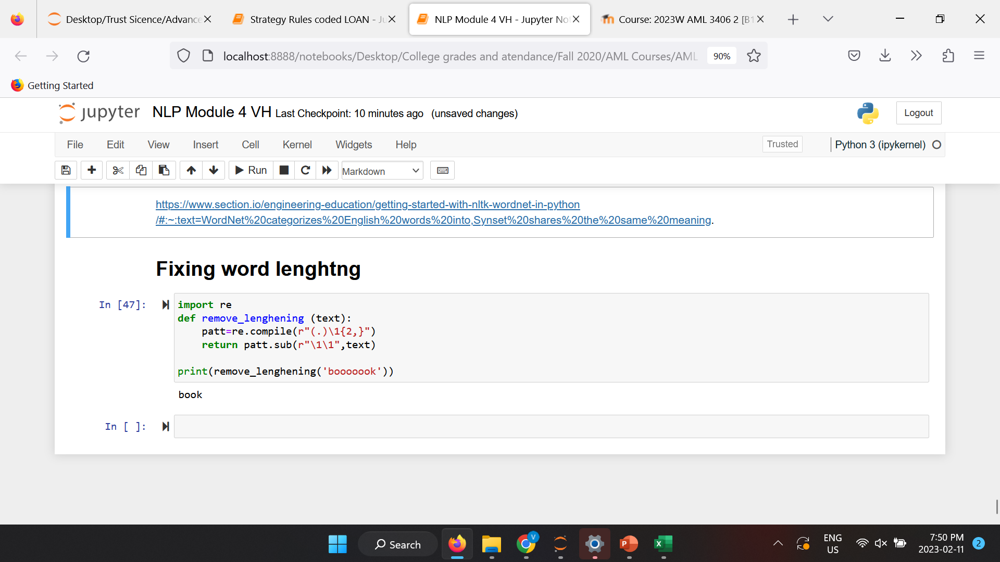 Desktop/Trust Sicence/Advance
Strategy Rules coded LOAN - Ju
NLP Module 4 VH - Jupyter No
Course: 2023W AML 3406 2 [B1
localhost:8888/notebooks/Desktop/College grades and atendance/Fall 2020/AML Courses/AML
90%
Getting Started
jupyter NLP Module 4 VH Last Checkpoint: 10 minutes ago (unsaved changes)
Logout
File Edit View Insert Cell Kernel Widgets Help
Trusted
Python 3 (ipykernel)
Run
Markdown
https://www.section.io/engineering-education/getting-started-with-nltk-wordnet-in-python
/#:~:text=WordNet%20categorizes%20English%20words%20into,Synset%20shares%20the%20same%20meaning.
Fixing word lenghtng
In [47]:
import re
def remove_lenghening (text):
    patt=re.compile(r"(.)\1{2,}")
    return patt.sub(r"\1\1",text)
print(remove_lenghening('booooook'))
book
In [ ]:
Search
V
P
X
ENG
US
7:50 PM
2023-02-11
2